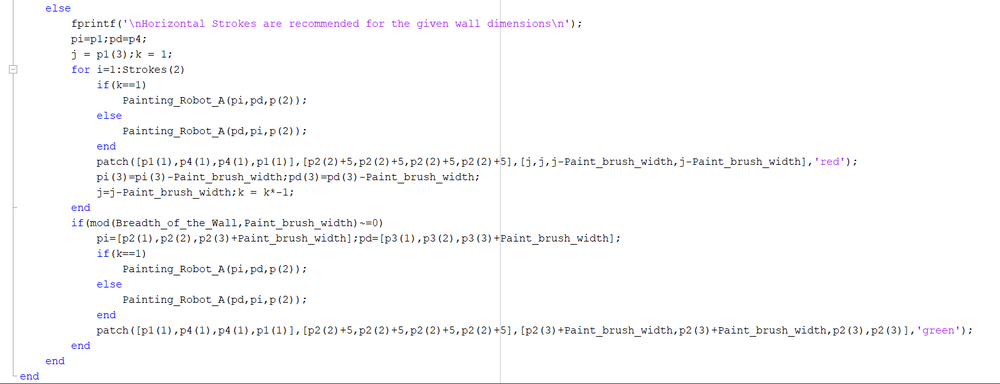 else
fprintf('\nHorizontal Strokes are recommended for the given wall dimensions\n');
pi=p1;pd=p4;
j = p1(3);k = 1;
for i=1:Strokes(2)
if(k==1)
Painting_Robot_A(pi,pd,p(2));
else
Painting_Robot_A(pd,pi,p(2));
end
patch([p1(1),p4(1),p4(1),p1(1)],[p2(2)+5,p2(2)+5,p2(2)+5,p2(2)+5],[j,j,j-Paint_brush_width,j-Paint_brush_width],'red');
pi(3)=pi(3)-Paint_brush_width;pd(3)=pd(3)-Paint_brush_width;
j=j-Paint_brush_width;k = k*-1;
end
if(mod(Breadth_of_the_Wall,Paint_brush_width)~=0)
pi=[p2(1),p2(2),p2(3)+Paint_brush_width];pd=[p3(1),p3(2),p3(3)+Paint_brush_width];
if(k==1)
Painting_Robot_A(pi,pd,p(2));
else
Painting_Robot_A(pd,pi,p(2));
end
patch([p1(1),p4(1),p4(1),p1(1)],[p2(2)+5,p2(2)+5,p2(2)+5,p2(2)+5],[p2(3)+Paint_brush_width,p2(3)+Paint_brush_width,p2(3),p2(3)],'green');
end
end
end